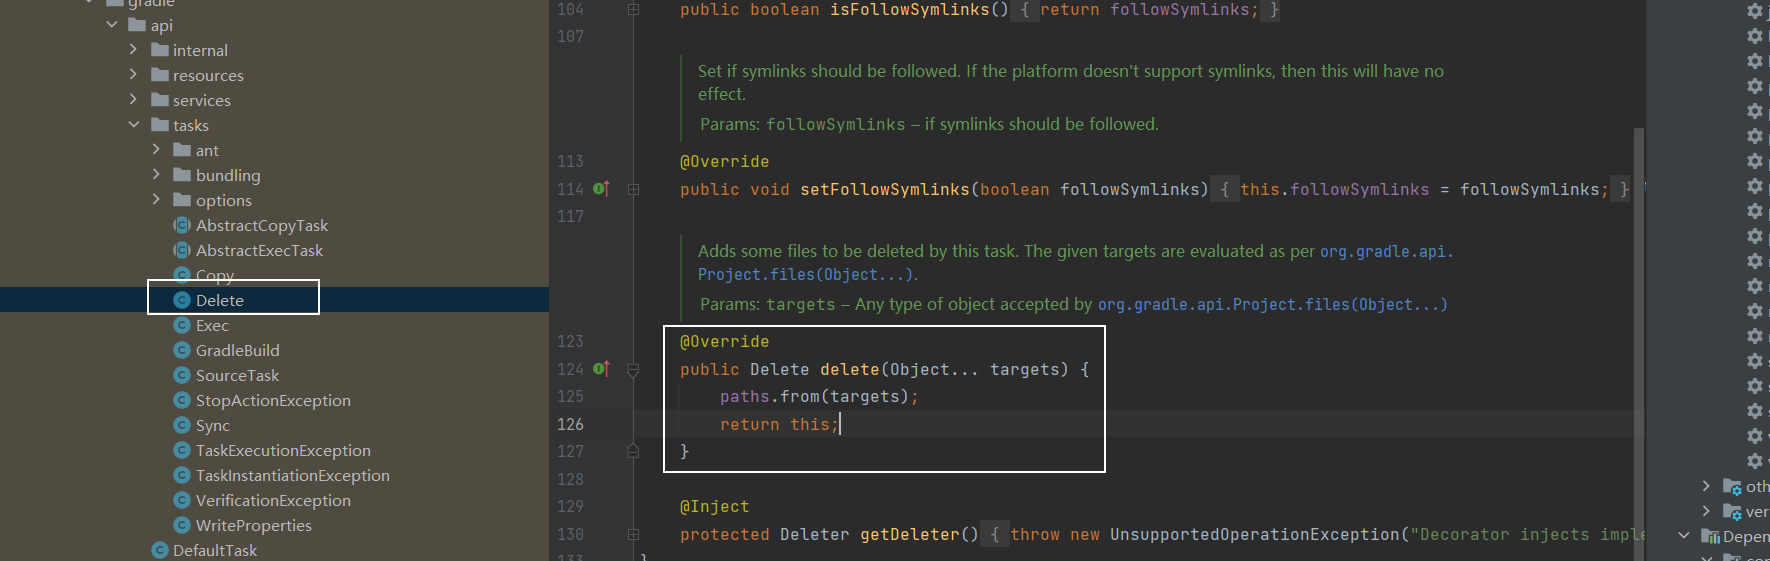 gradle
api
internal
resources
services
tasks
ant
bundling
options
AbstractCopyTask
AbstractExecTask
Copy
Delete
Exec
GradleBuild
SourceTask
StopActionException
Sync
TaskExecutionException
TaskInstantiationException
VerificationException
WriteProperties
DefaultTask
104 public boolean isFollowSymlinks() { return followSymlinks; }
107
Set if symlinks should be followed. If the platform doesn't support symlinks, then this will have no
effect.
Params: followSymlinks – if symlinks should be followed.
113 @Override
114 public void setFollowSymlinks(boolean followSymlinks) { this.followSymlinks = followSymlinks; }
117
Adds some files to be deleted by this task. The given targets are evaluated as per org.gradle.api.
Project.files(Object...).
Params: targets – Any type of object accepted by org.gradle.api.Project.files(Object...)
123 @Override
124 public Delete delete(Object... targets) {
125 paths.from(targets);
126 return this;
127 }
128
129 @Inject
130 protected Deleter getDeleter() { throw new UnsupportedOperationException("Decorator injects imple
133 }
oth
ver
Depen